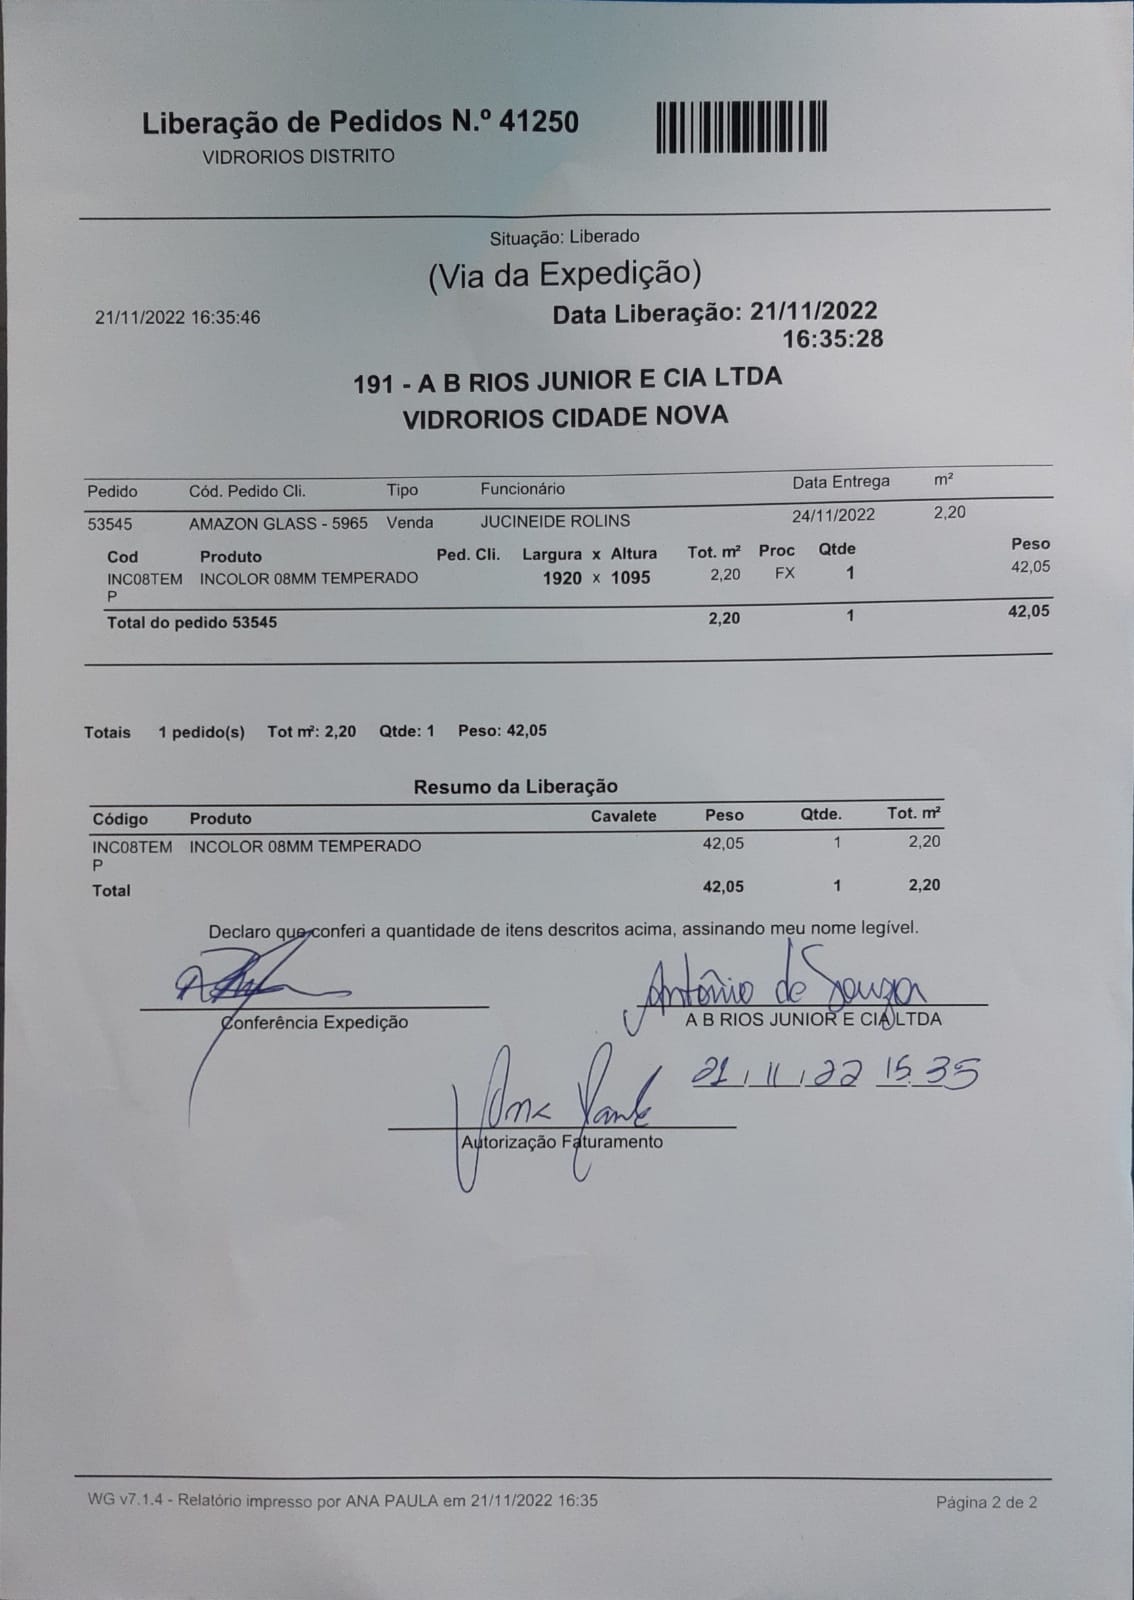 Liberação de Pedidos N.º 41250
VIDRORIOS DISTRITO
Situação: Liberado
(Via da Expedição)
21/11/2022 16:35:46 Data Liberação: 21/11/2022
16:35:28
191 - A B RIOS JUNIOR E CIA LTDA
VIDRORIOS CIDADE NOVA
Pedido Cód. Pedido Cli. Tipo Funcionário Data Entrega m²
53545 AMAZON GLASS - 5965 Venda JUCINEIDE ROLINS 24/11/2022 2,20
Cod Produto Ped. Cli. Largura x Altura Tot. m² Proc Qtde Peso
INC08TEM INCOLOR 08MM TEMPERADO 1920 x 1095 2,20 FX 1 42,05
P
Total do pedido 53545 2,20 1 42,05
Totais 1 pedido(s) Tot m²: 2,20 Qtde: 1 Peso: 42,05
Resumo da Liberação
Código Produto Cavalete Peso Qtde. Tot. m²
INC08TEM INCOLOR 08MM TEMPERADO 42,05 1 2,20
P
Total 42,05 1 2,20
Declaro que conferi a quantidade de itens descritos acima, assinando meu nome legível.
Antônio de Souza
Conferência Expedição A B RIOS JUNIOR E CIA LTDA
21/11/22 15:35
Ana Paula
Autorização Faturamento
WG v7.1.4 - Relatório impresso por ANA PAULA em 21/11/2022 16:35 Página 2 de 2